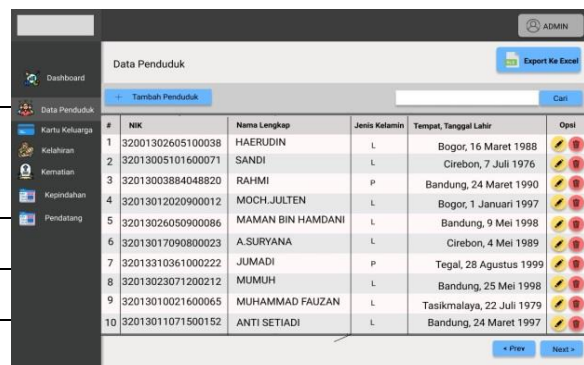 ADMIN
Data Penduduk
Export Ke Excel
+ Tambah Penduduk
Cari
Dashboard
Data Penduduk
Kartu Keluarga
Kelahiran
Kematian
Kepindahan
Pendatang
# NIK Nama Lengkap Jenis Kelamin Tempat, Tanggal Lahir Opsi
1 32001302605100038 HAERUDIN L Bogor, 16 Maret 1988
2 32013005101600071 SANDI L Cirebon, 7 Juli 1976
3 32013003884048820 RAHMI P Bandung, 24 Maret 1990
4 32013012020900012 MOCH.JULTEN L Bogor, 1 Januari 1997
5 32013026050900086 MAMAN BIN HAMDANI L Bandung, 9 Mei 1998
6 32013017090800023 A.SURYANA L Cirebon, 4 Mei 1989
7 32013310361000222 JUMADI P Tegal, 28 Agustus 1999
8 32013023071200212 MUMUH L Bandung, 25 Mei 1998
9 32013010021600065 MUHAMMAD FAUZAN L Tasikmalaya, 22 Juli 1979
10 32013011071500152 ANTI SETIADI L Bandung, 24 Maret 1997
« Prev Next »